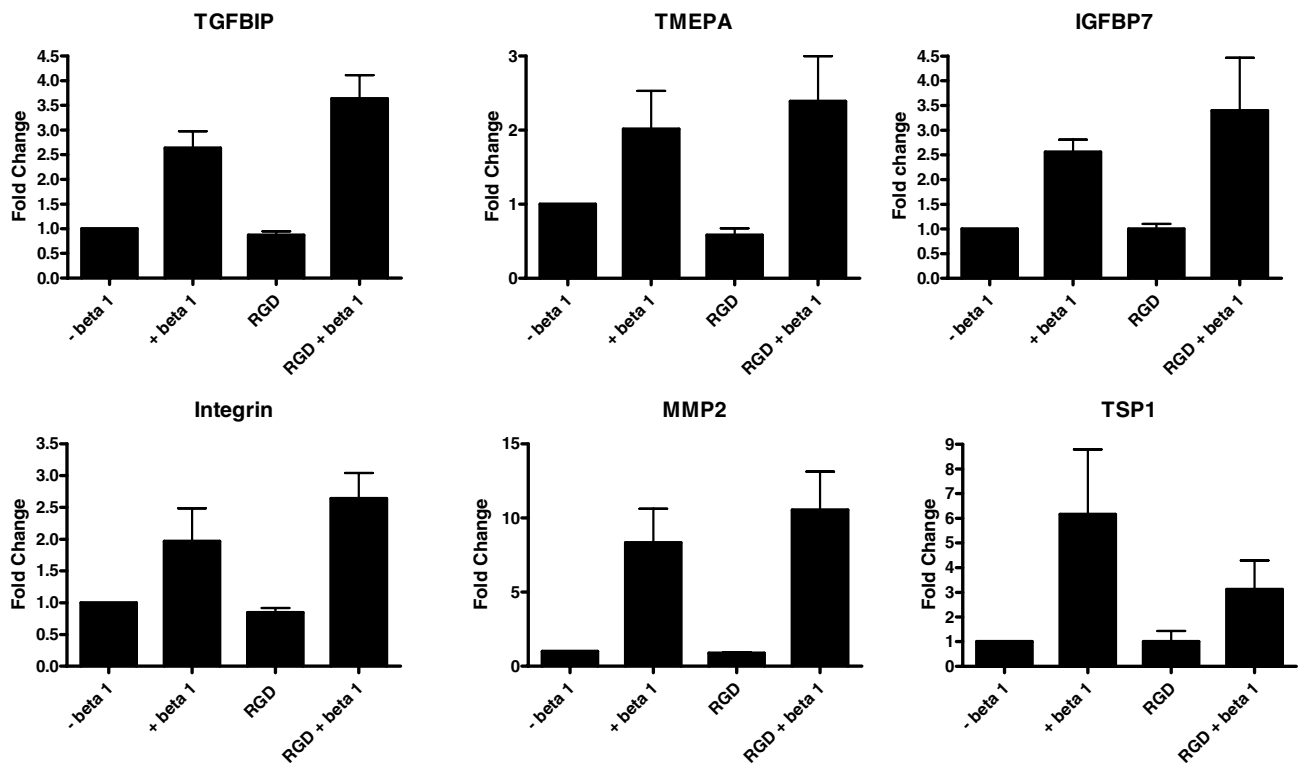 TGFBIP
TMEPA
IGFBP7
Fold Change
4.5
4.0
3.5
3.0
2.5
2.0
1.5
1.0
0.5
0.0
- beta 1
+ beta 1
RGD
RGD + beta 1
Fold Change
3
2
1
0
- beta 1
+ beta 1
RGD
RGD + beta 1
Fold change
4.5
4.0
3.5
3.0
2.5
2.0
1.5
1.0
0.5
0.0
- beta 1
+ beta 1
RGD
RGD + beta 1
Integrin
MMP2
TSP1
Fold Change
3.5
3.0
2.5
2.0
1.5
1.0
0.5
0.0
- beta 1
+ beta 1
RGD
RGD + beta 1
Fold Change
15
10
5
0
- beta 1
+ beta 1
RGD
RGD + beta 1
Fold Change
9
8
7
6
5
4
3
2
1
0
- beta 1
+ beta 1
RGD
RGD + beta 1